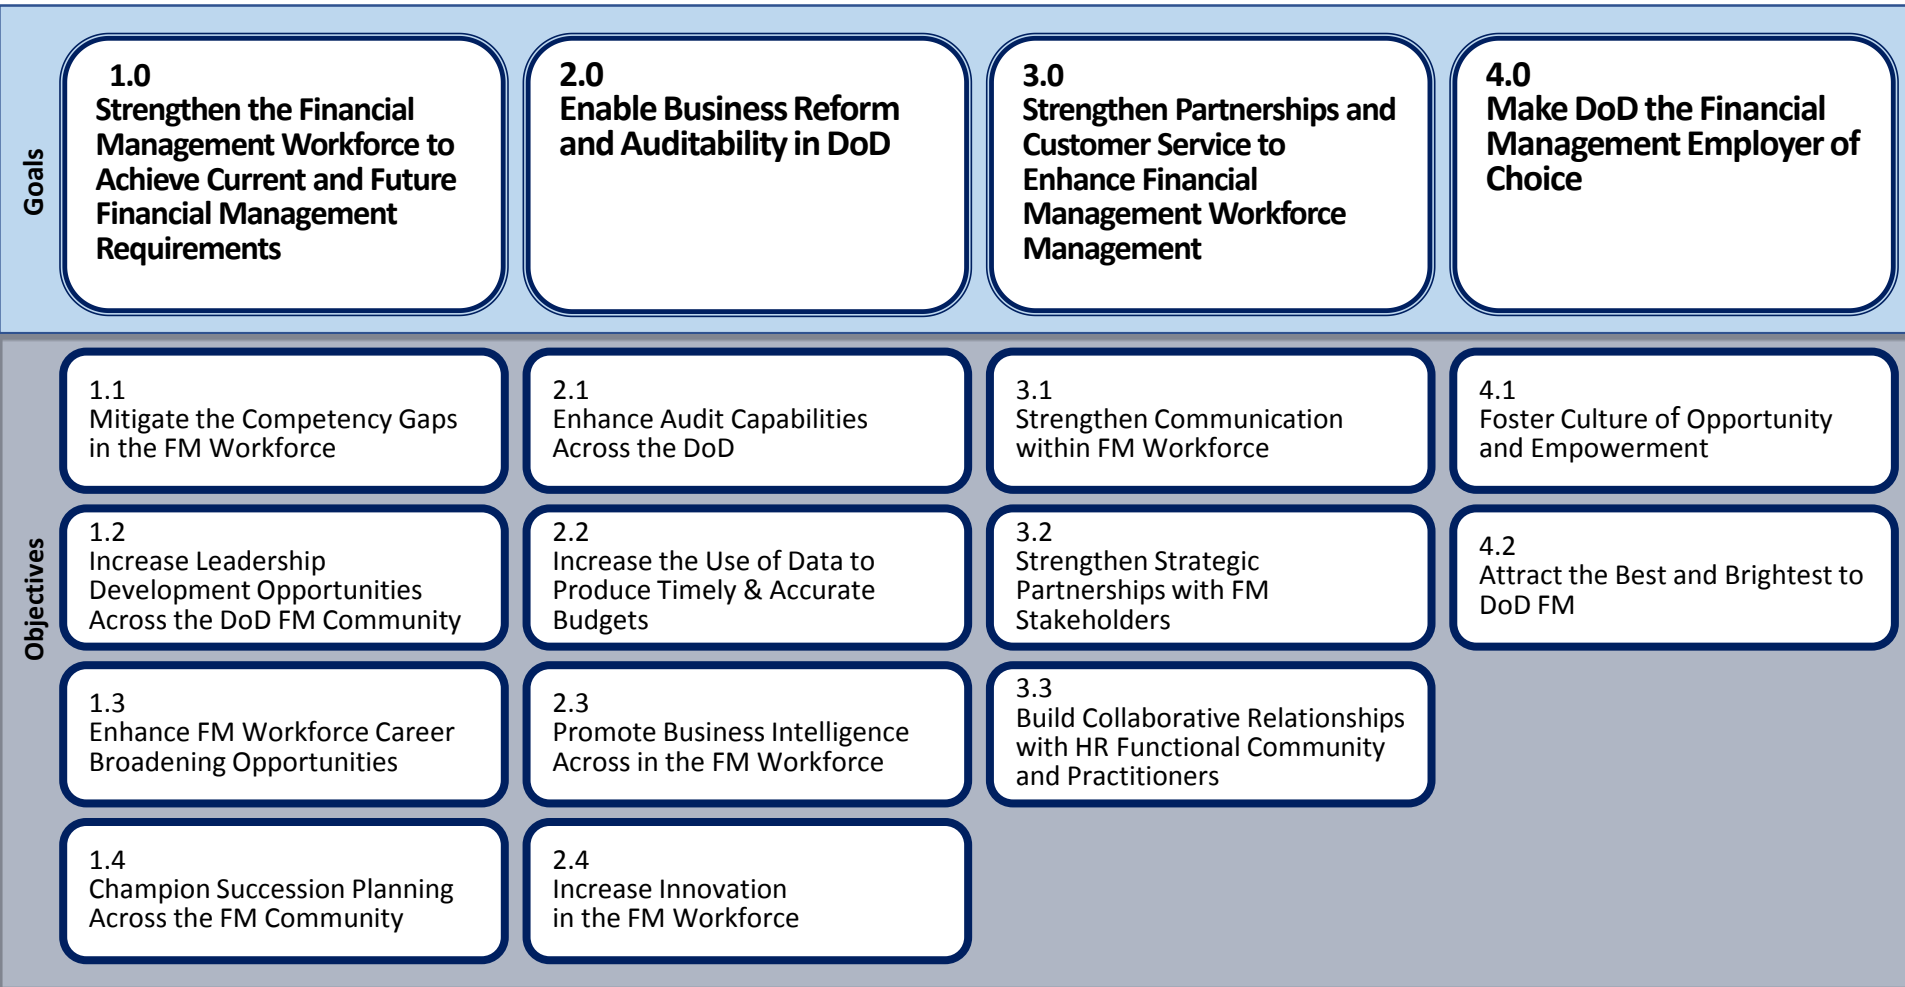 Goals
1.0
Strengthen the Financial
Management Workforce to
Achieve Current and Future
Financial Management
Requirements
2.0
Enable Business Reform
and Auditability in DoD
3.0
Strengthen Partnerships and
Customer Service to
Enhance Financial
Management Workforce
Management
4.0
Make DoD the Financial
Management Employer of
Choice
Objectives
1.1
Mitigate the Competency Gaps
in the FM Workforce
1.2
Increase Leadership
Development Opportunities
Across the DoD FM Community
1.3
Enhance FM Workforce Career
Broadening Opportunities
1.4
Champion Succession Planning
Across the FM Community
2.1
Enhance Audit Capabilities
Across the DoD
2.2
Increase the Use of Data to
Produce Timely & Accurate
Budgets
2.3
Promote Business Intelligence
Across in the FM Workforce
2.4
Increase Innovation
in the FM Workforce
3.1
Strengthen Communication
within FM Workforce
3.2
Strengthen Strategic
Partnerships with FM
Stakeholders
3.3
Build Collaborative Relationships
with HR Functional Community
and Practitioners
4.1
Foster Culture of Opportunity
and Empowerment
4.2
Attract the Best and Brightest to
DoD FM